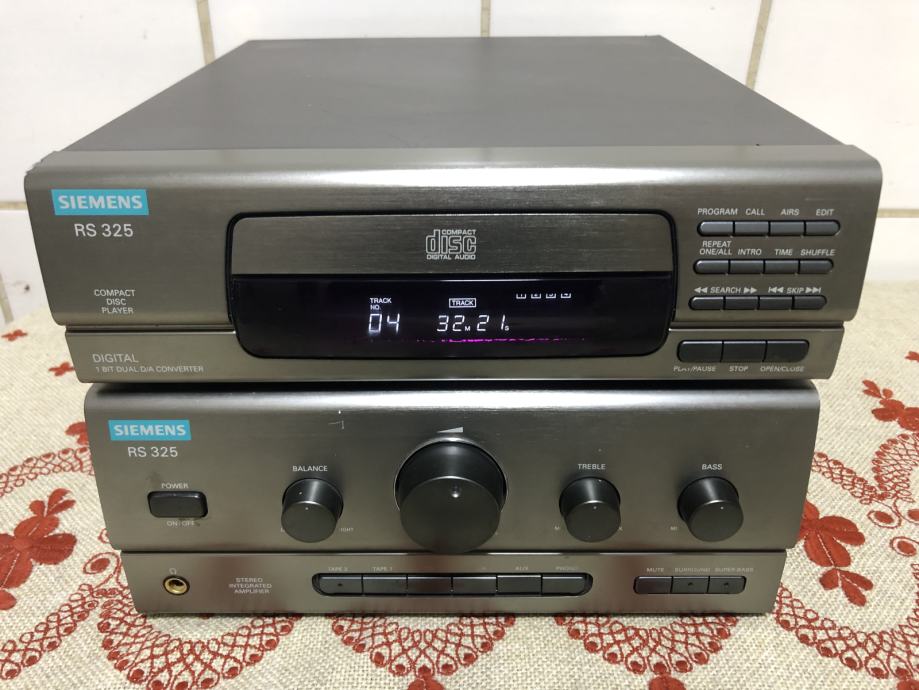 SIEMENS
RS 325
COMPACT
DISC
PLAYER
DIGITAL
1 BIT DUAL D/A CONVERTER
COMPACT
disc
DIGITAL AUDIO
TRACK
NO.
TRACK
04 32M 21S
PROGRAM CALL AIRS EDIT
REPEAT
ONE/ALL INTRO TIME SHUFFLE
◀◀ SEARCH ▶▶ I◀◀ SKIP ▶▶I
PLAY/PAUSE STOP OPEN/CLOSE
SIEMENS
RS 325
POWER
ON/OFF
BALANCE
TREBLE
BASS
STEREO
INTEGRATED
AMPLIFIER
TAPE 2 TAPE 1 AUX PHONO
MUTE SURROUND SUPER BASS